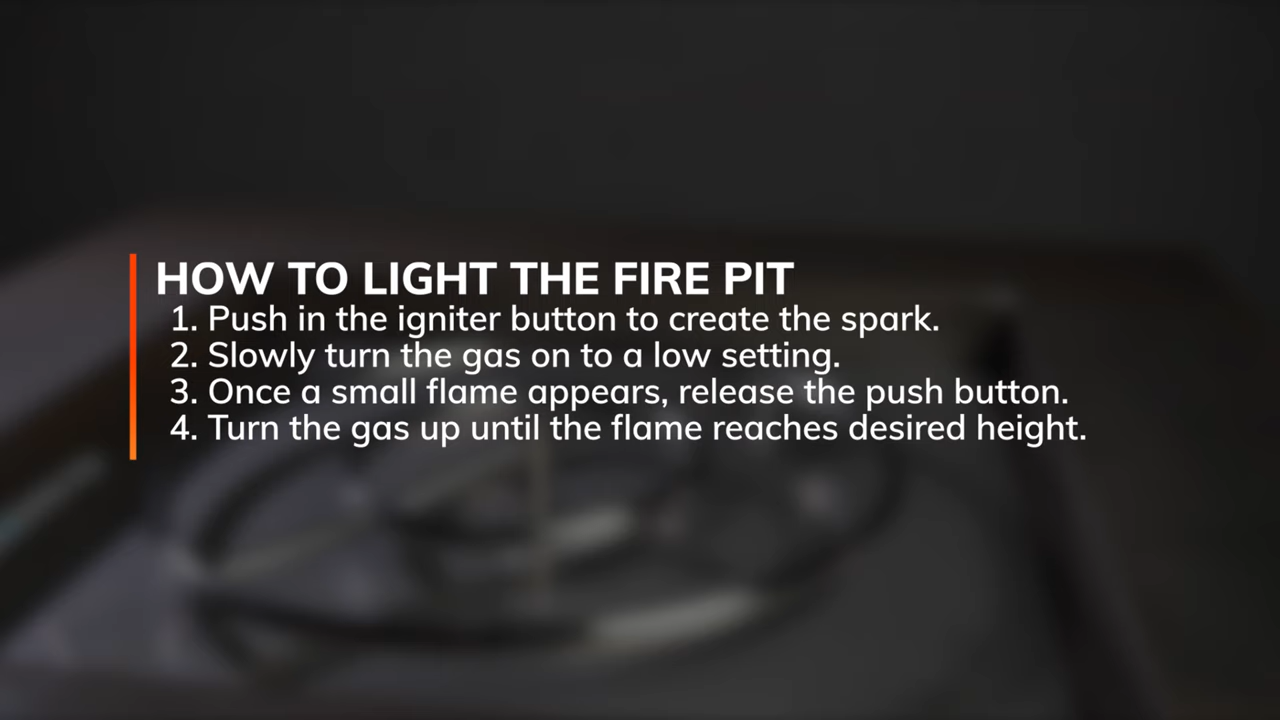 HOW TO LIGHT THE FIRE PIT
1. Push in the igniter button to create the spark.
2. Slowly turn the gas on to a low setting.
3. Once a small flame appears, release the push button.
4. Turn the gas up until the flame reaches desired height.